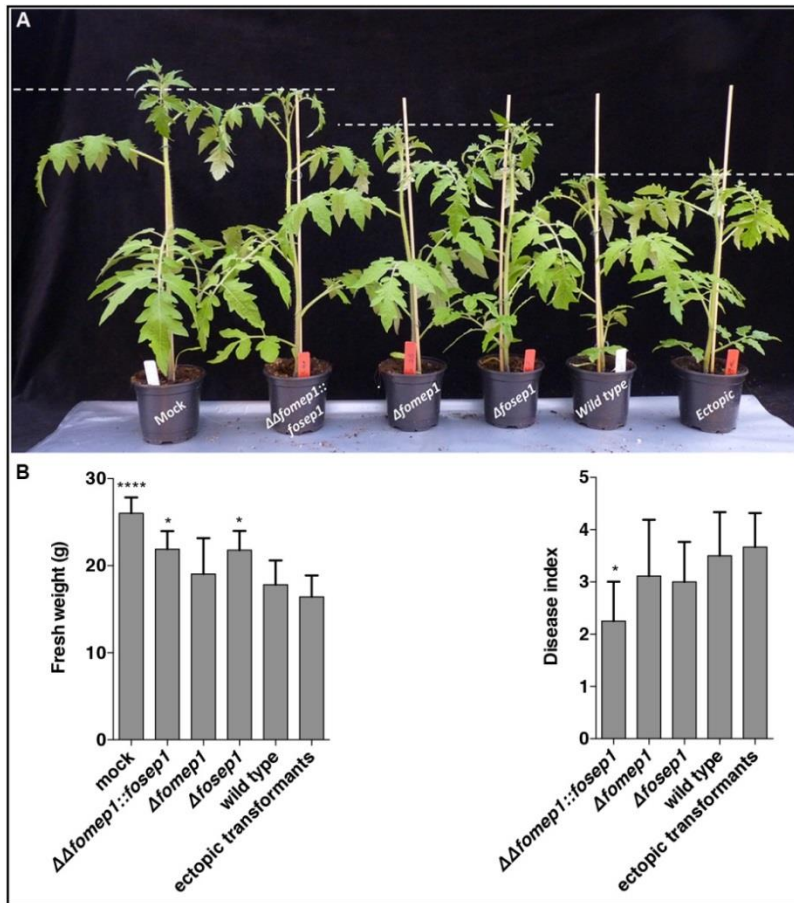 A
Mock
ΔΔfomep1::
fosep1
Δfomep1
Δfosep1
Wild type
Ectopic
B
Fresh weight (g)
30
20
10
0
****
*
*
mock
ΔΔfomep1::fosep1
Δfomep1
Δfosep1
wild type
ectopic transformants
Disease index
5
4
3
2
1
0
*
ΔΔfomep1::fosep1
Δfomep1
Δfosep1
wild type
ectopic transformants